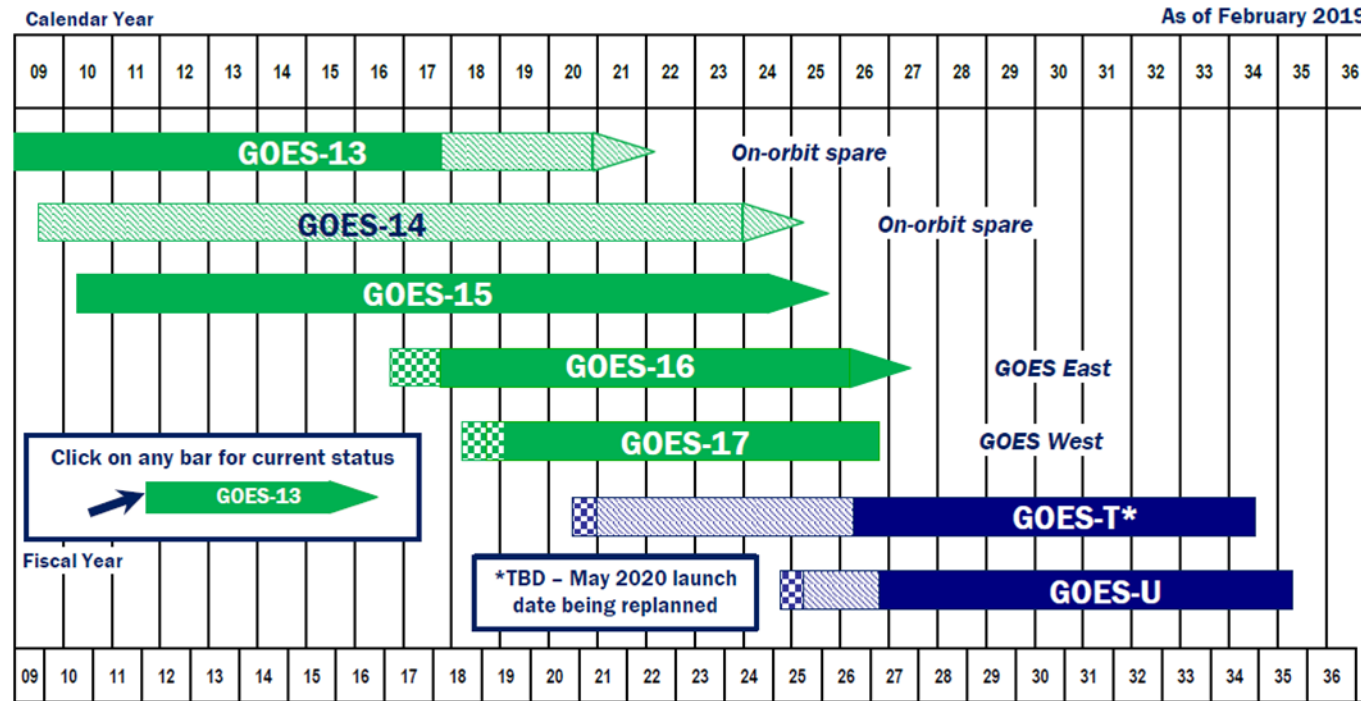 Calendar Year
As of February 2019
09 10 11 12 13 14 15 16 17 18 19 20 21 22 23 24 25 26 27 28 29 30 31 32 33 34 35 36
GOES-13
On-orbit spare
GOES-14
On-orbit spare
GOES-15
GOES-16
GOES East
GOES-17
GOES West
Click on any bar for current status
GOES-13
GOES-T*
Fiscal Year
*TBD – May 2020 launch
date being replanned
GOES-U
09 10 11 12 13 14 15 16 17 18 19 20 21 22 23 24 25 26 27 28 29 30 31 32 33 34 35 36